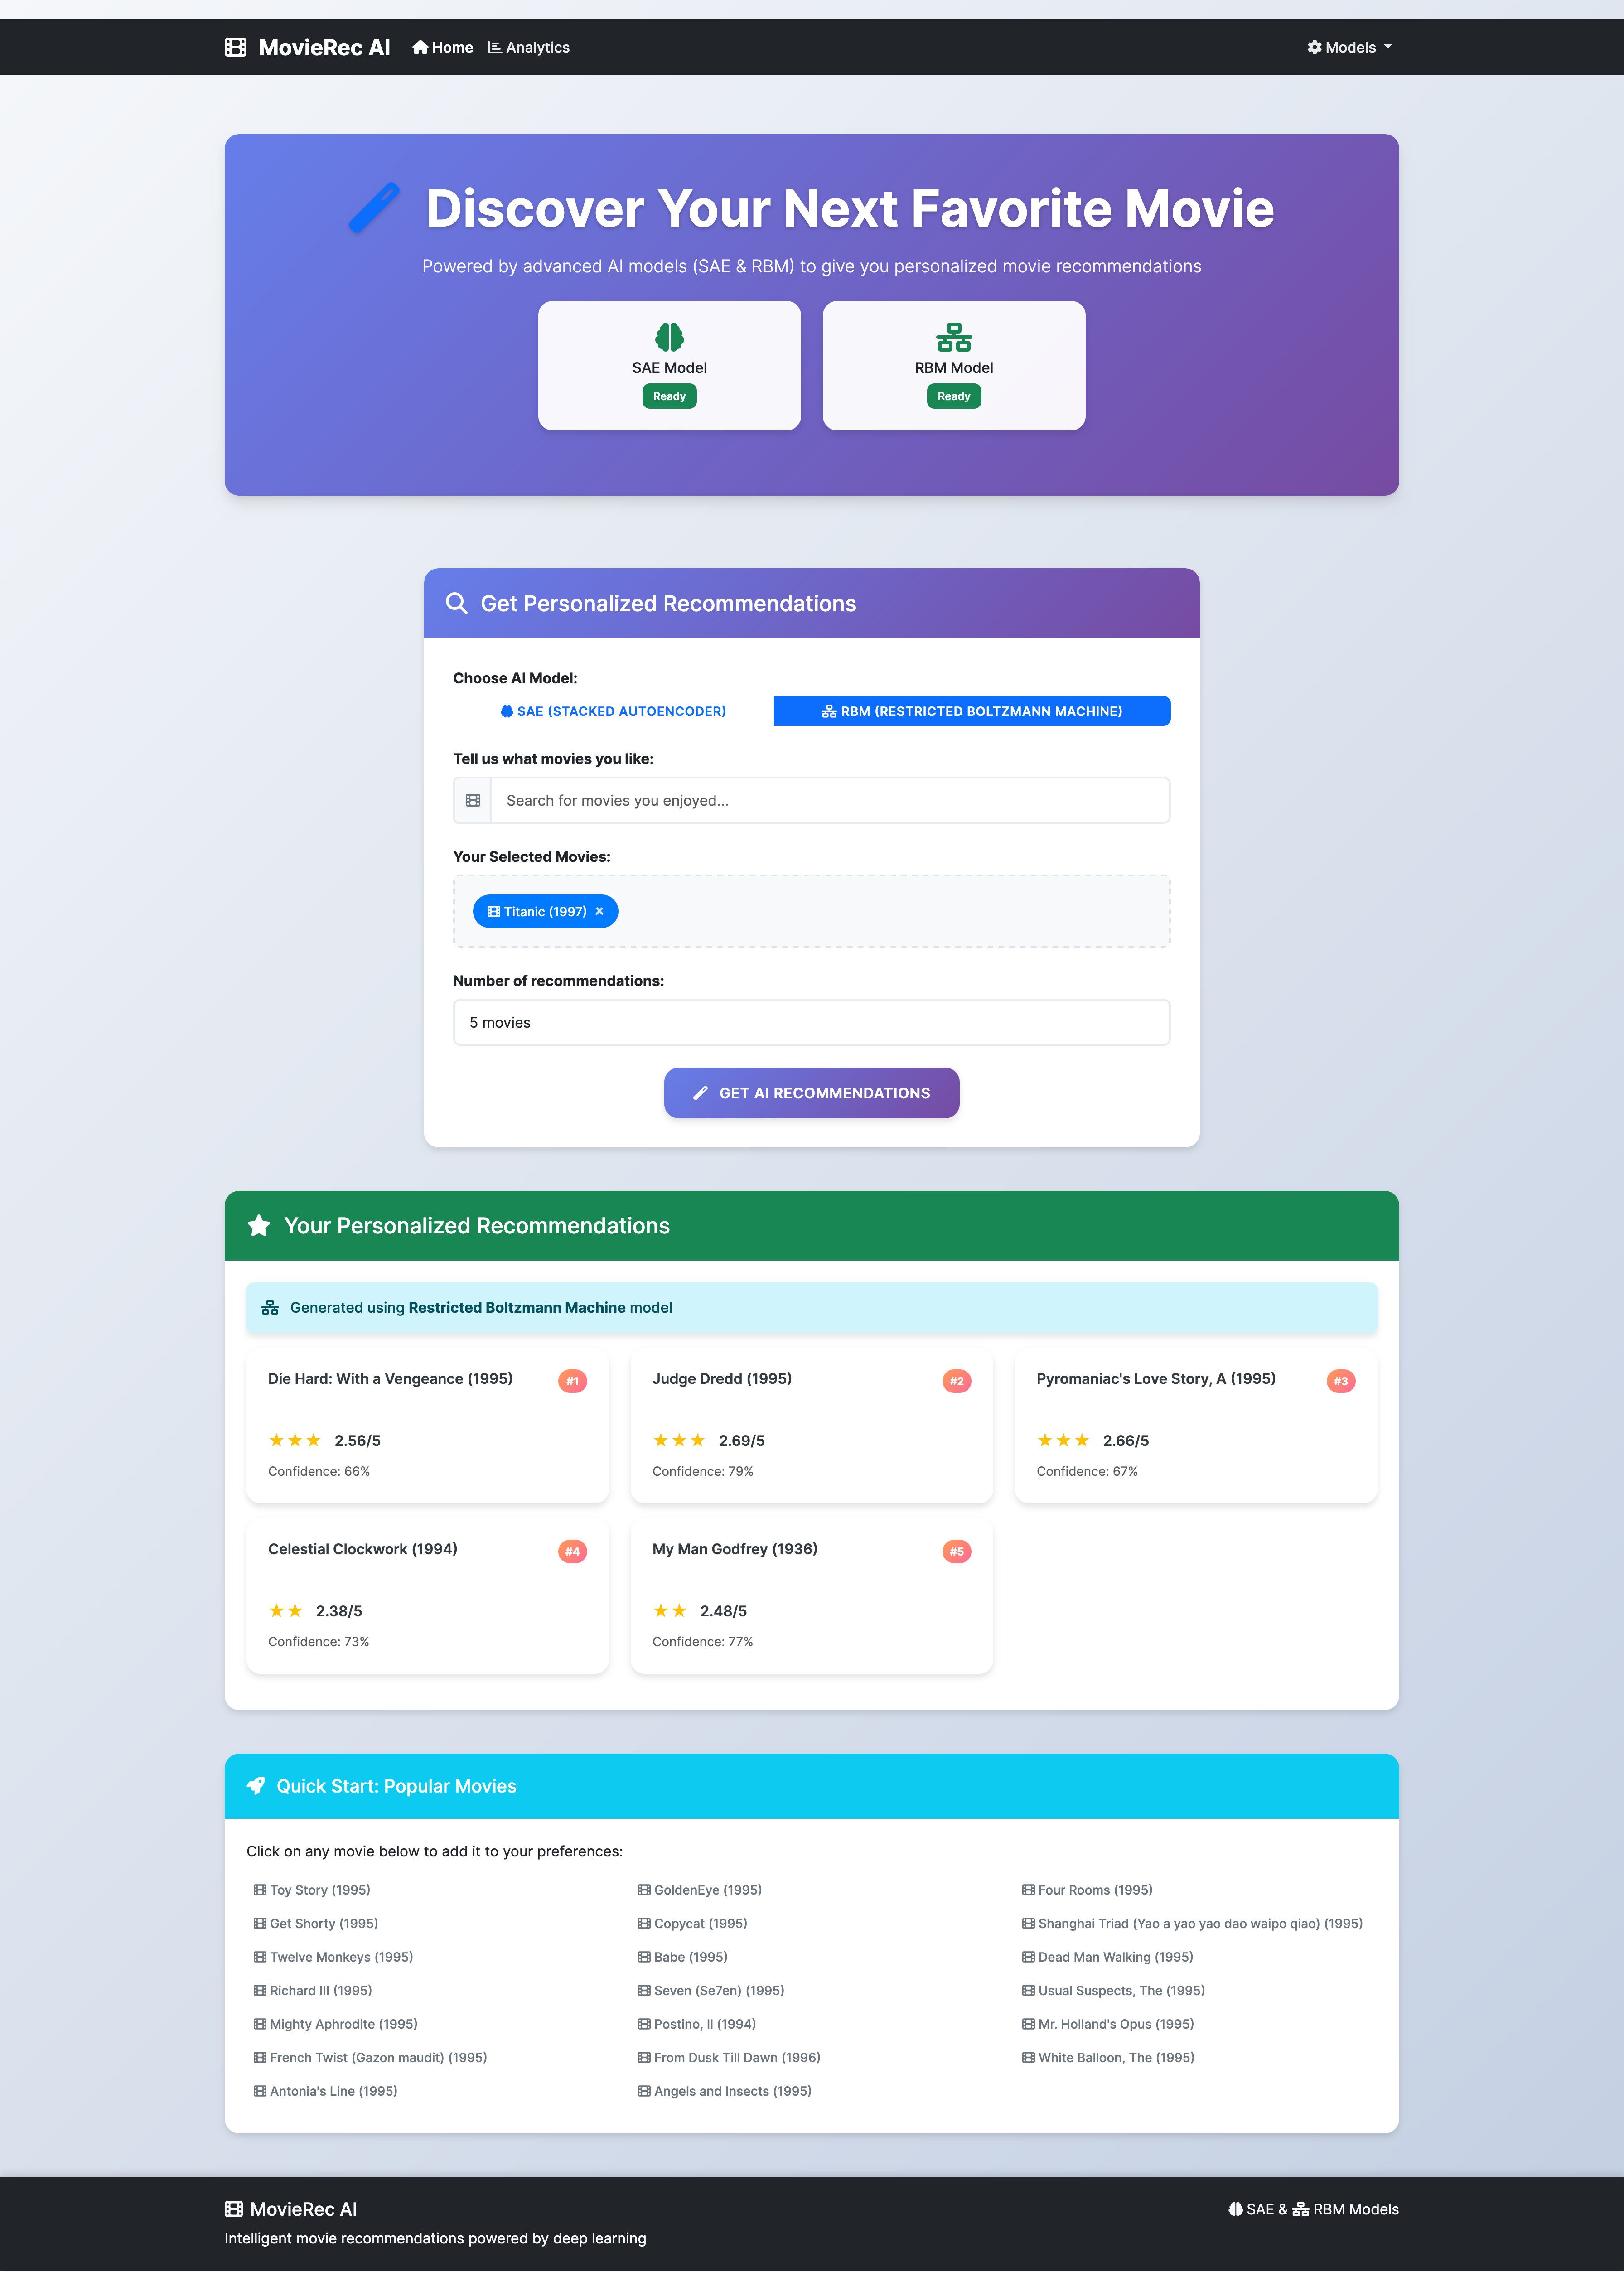 MovieRec AI Home Analytics Models
Discover Your Next Favorite Movie
Powered by advanced AI models (SAE & RBM) to give you personalized movie recommendations
SAE Model
Ready
RBM Model
Ready
Get Personalized Recommendations
Choose AI Model:
SAE (STACKED AUTOENCODER) RBM (RESTRICTED BOLTZMANN MACHINE)
Tell us what movies you like:
Search for movies you enjoyed...
Your Selected Movies:
Titanic (1997) ×
Number of recommendations:
5 movies
GET AI RECOMMENDATIONS
Your Personalized Recommendations
Generated using Restricted Boltzmann Machine model
Die Hard: With a Vengeance (1995) #1
2.56/5
Confidence: 66%
Judge Dredd (1995) #2
2.69/5
Confidence: 79%
Pyromaniac's Love Story, A (1995) #3
2.66/5
Confidence: 67%
Celestial Clockwork (1994) #4
2.38/5
Confidence: 73%
My Man Godfrey (1936) #5
2.48/5
Confidence: 77%
Quick Start: Popular Movies
Click on any movie below to add it to your preferences:
Toy Story (1995) GoldenEye (1995) Four Rooms (1995)
Get Shorty (1995) Copycat (1995) Shanghai Triad (Yao a yao yao dao waipo qiao) (1995)
Twelve Monkeys (1995) Babe (1995) Dead Man Walking (1995)
Richard III (1995) Seven (Se7en) (1995) Usual Suspects, The (1995)
Mighty Aphrodite (1995) Postino, Il (1994) Mr. Holland's Opus (1995)
French Twist (Gazon maudit) (1995) From Dusk Till Dawn (1996) White Balloon, The (1995)
Antonia's Line (1995) Angels and Insects (1995)
MovieRec AI
Intelligent movie recommendations powered by deep learning
SAE & RBM Models